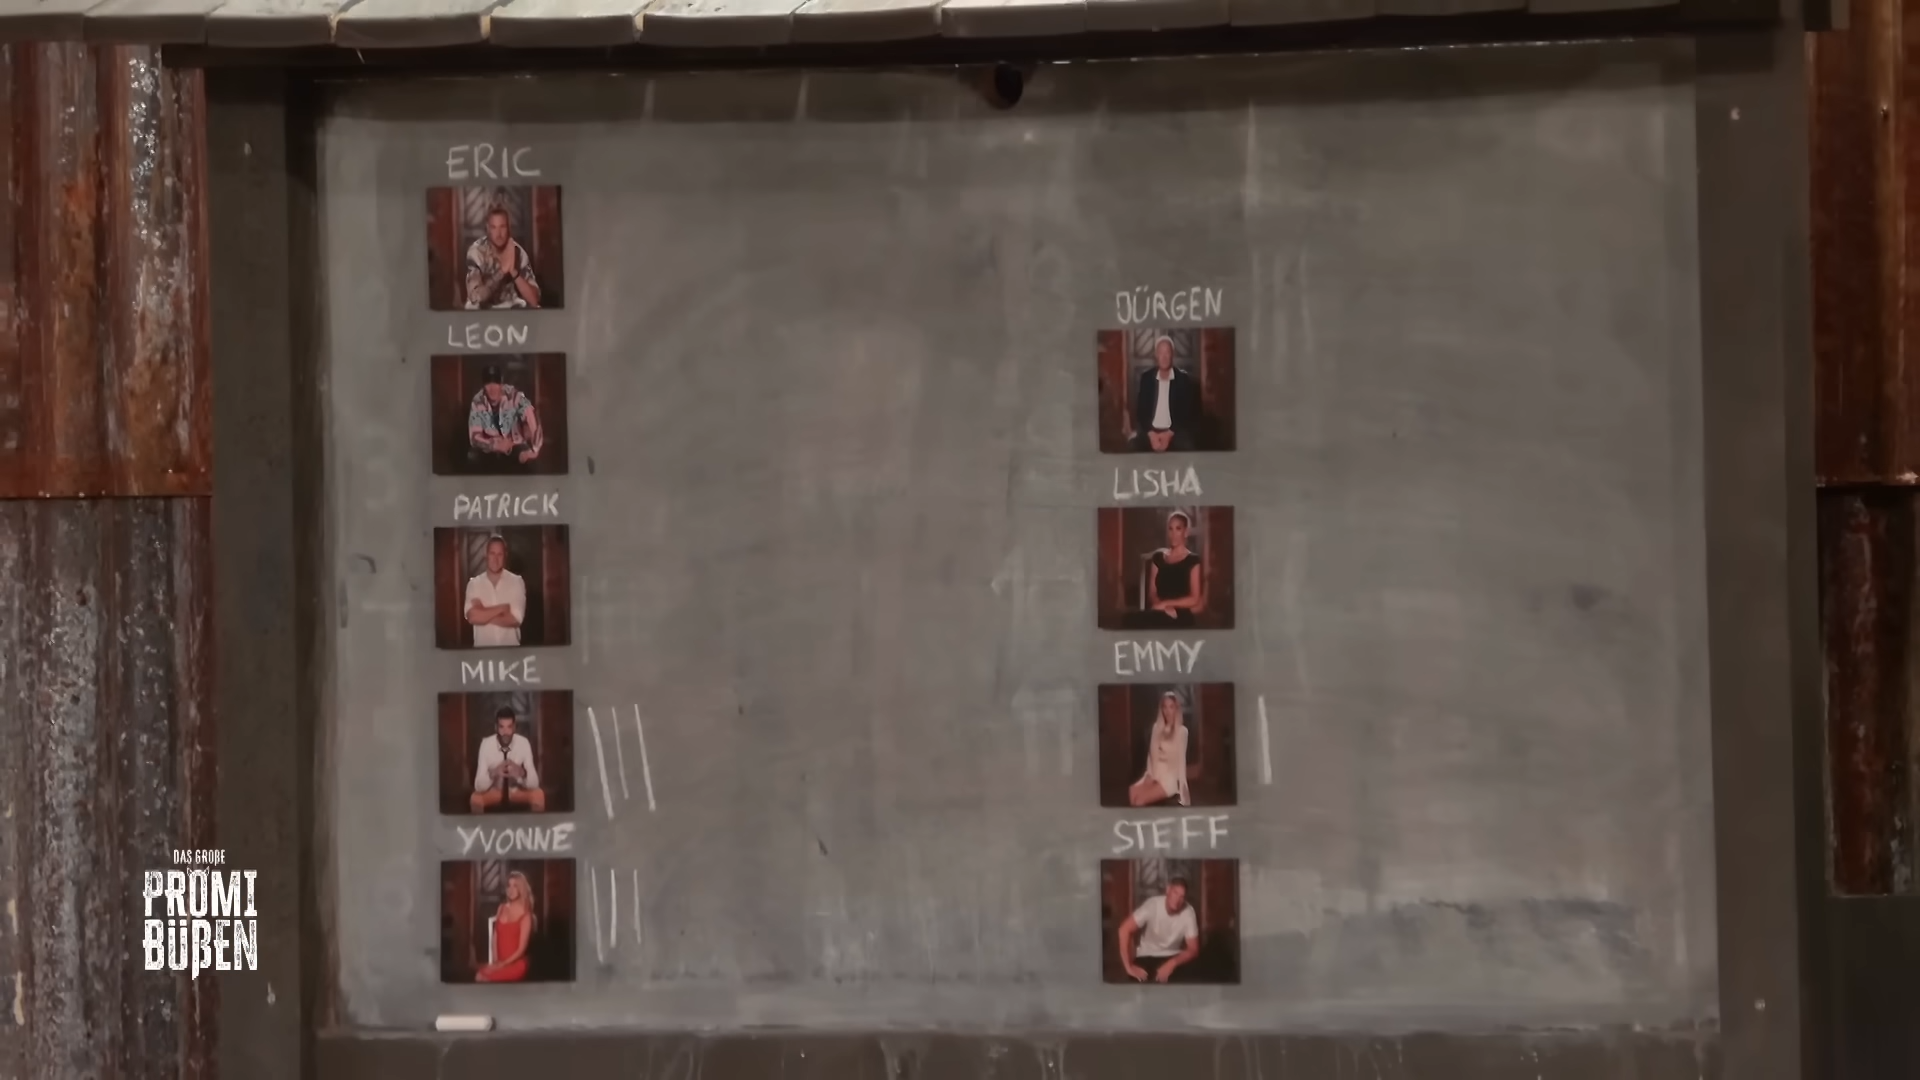 ERIC
LEON
PATRICK
MIKE
YVONNE
JÜRGEN
LISHA
EMMY
STEFF
DAS GROẞE
PROMI
BÜẞEN